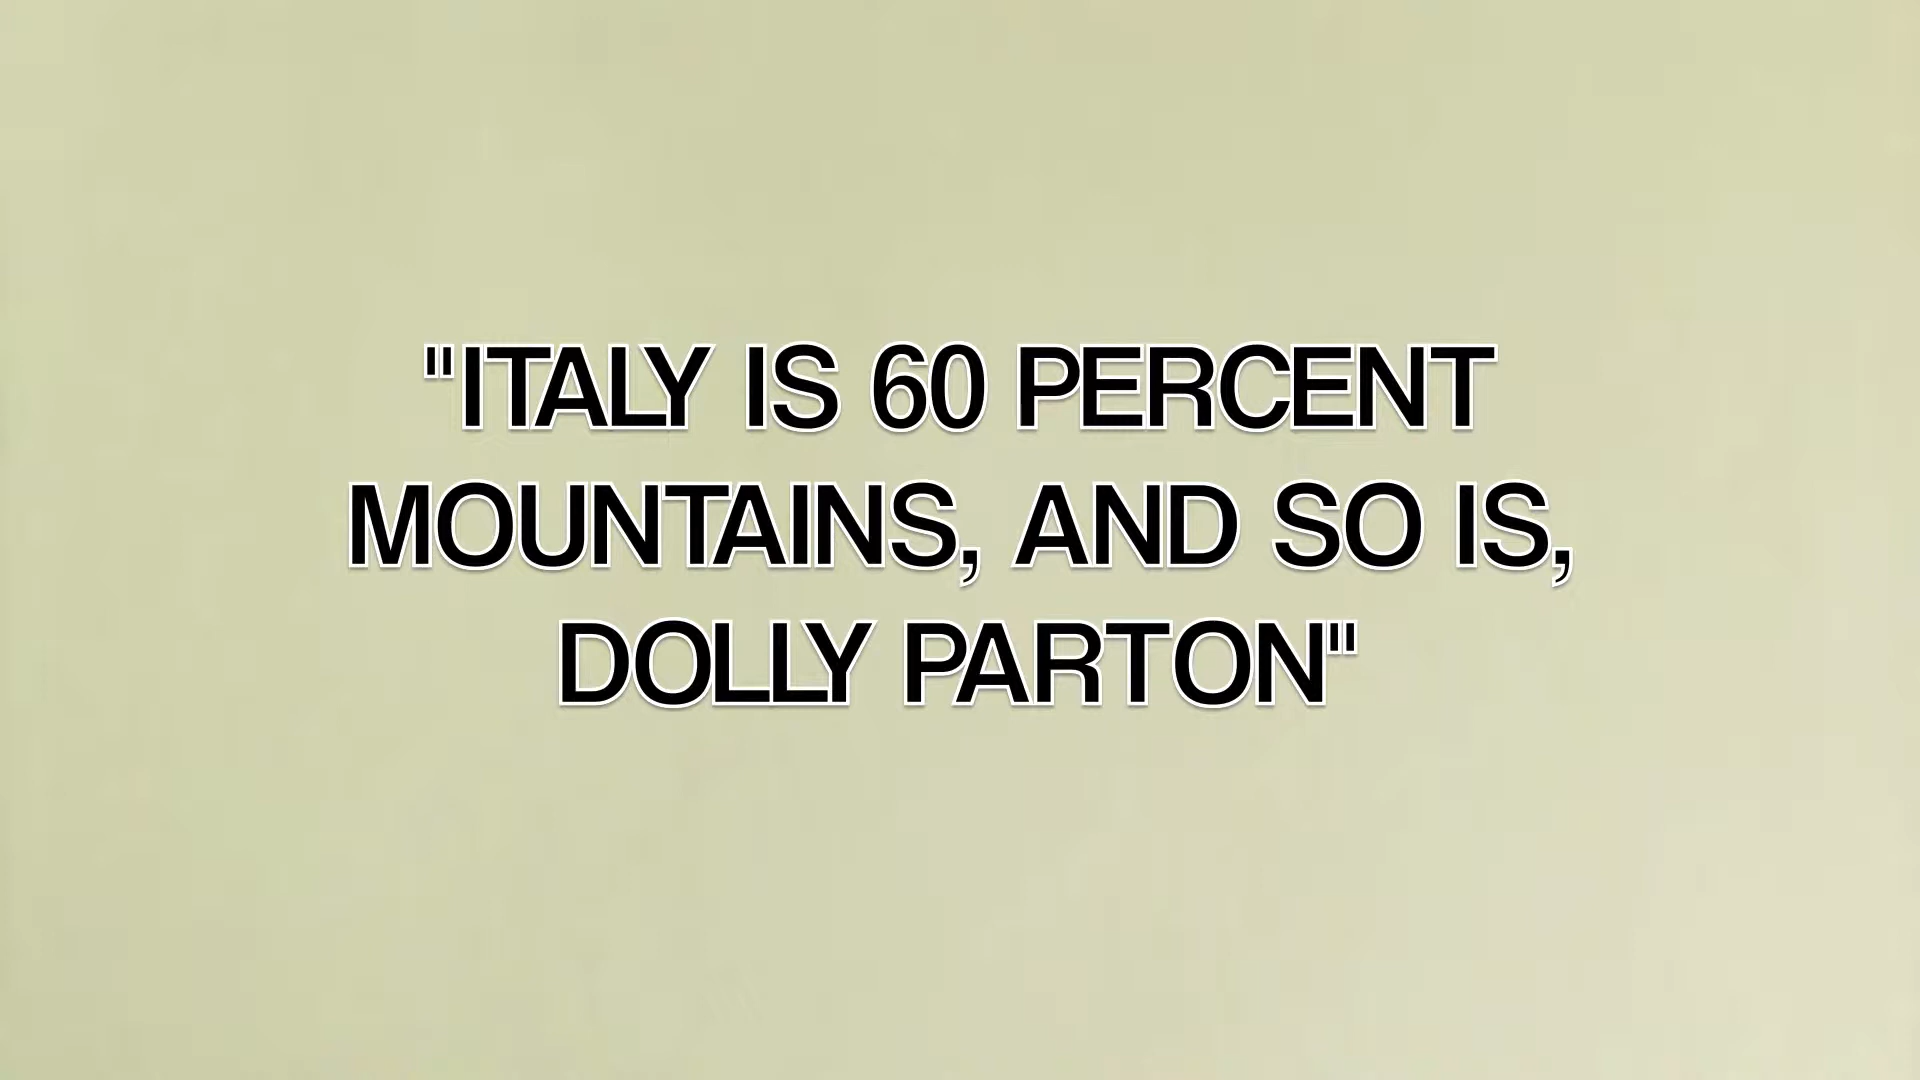 "ITALY IS 60 PERCENT
MOUNTAINS, AND SO IS,
DOLLY PARTON"